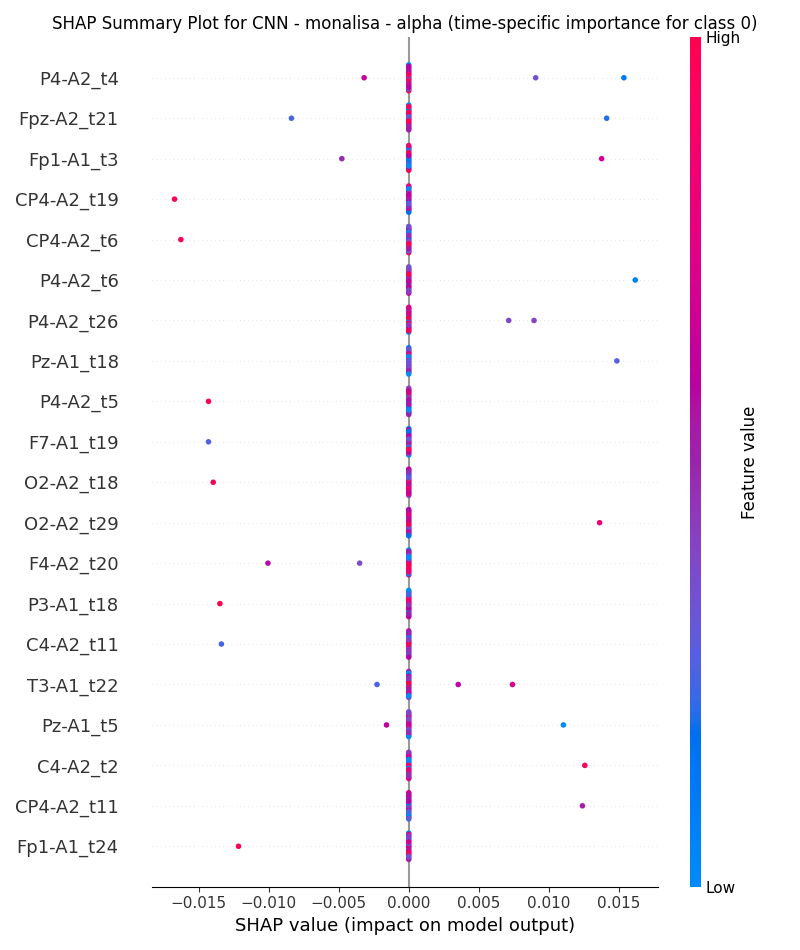 SHAP Summary Plot for CNN - monalisa - alpha (time-specific importance for class 0)
High
P4-A2_t4
Fpz-A2_t21
Fp1-A1_t3
CP4-A2_t19
CP4-A2_t6
P4-A2_t6
P4-A2_t26
Pz-A1_t18
P4-A2_t5
F7-A1_t19
O2-A2_t18
O2-A2_t29
F4-A2_t20
P3-A1_t18
C4-A2_t11
T3-A1_t22
Pz-A1_t5
C4-A2_t2
CP4-A2_t11
Fp1-A1_t24
Feature value
Low
−0.015 −0.010 −0.005 0.000 0.005 0.010 0.015
SHAP value (impact on model output)